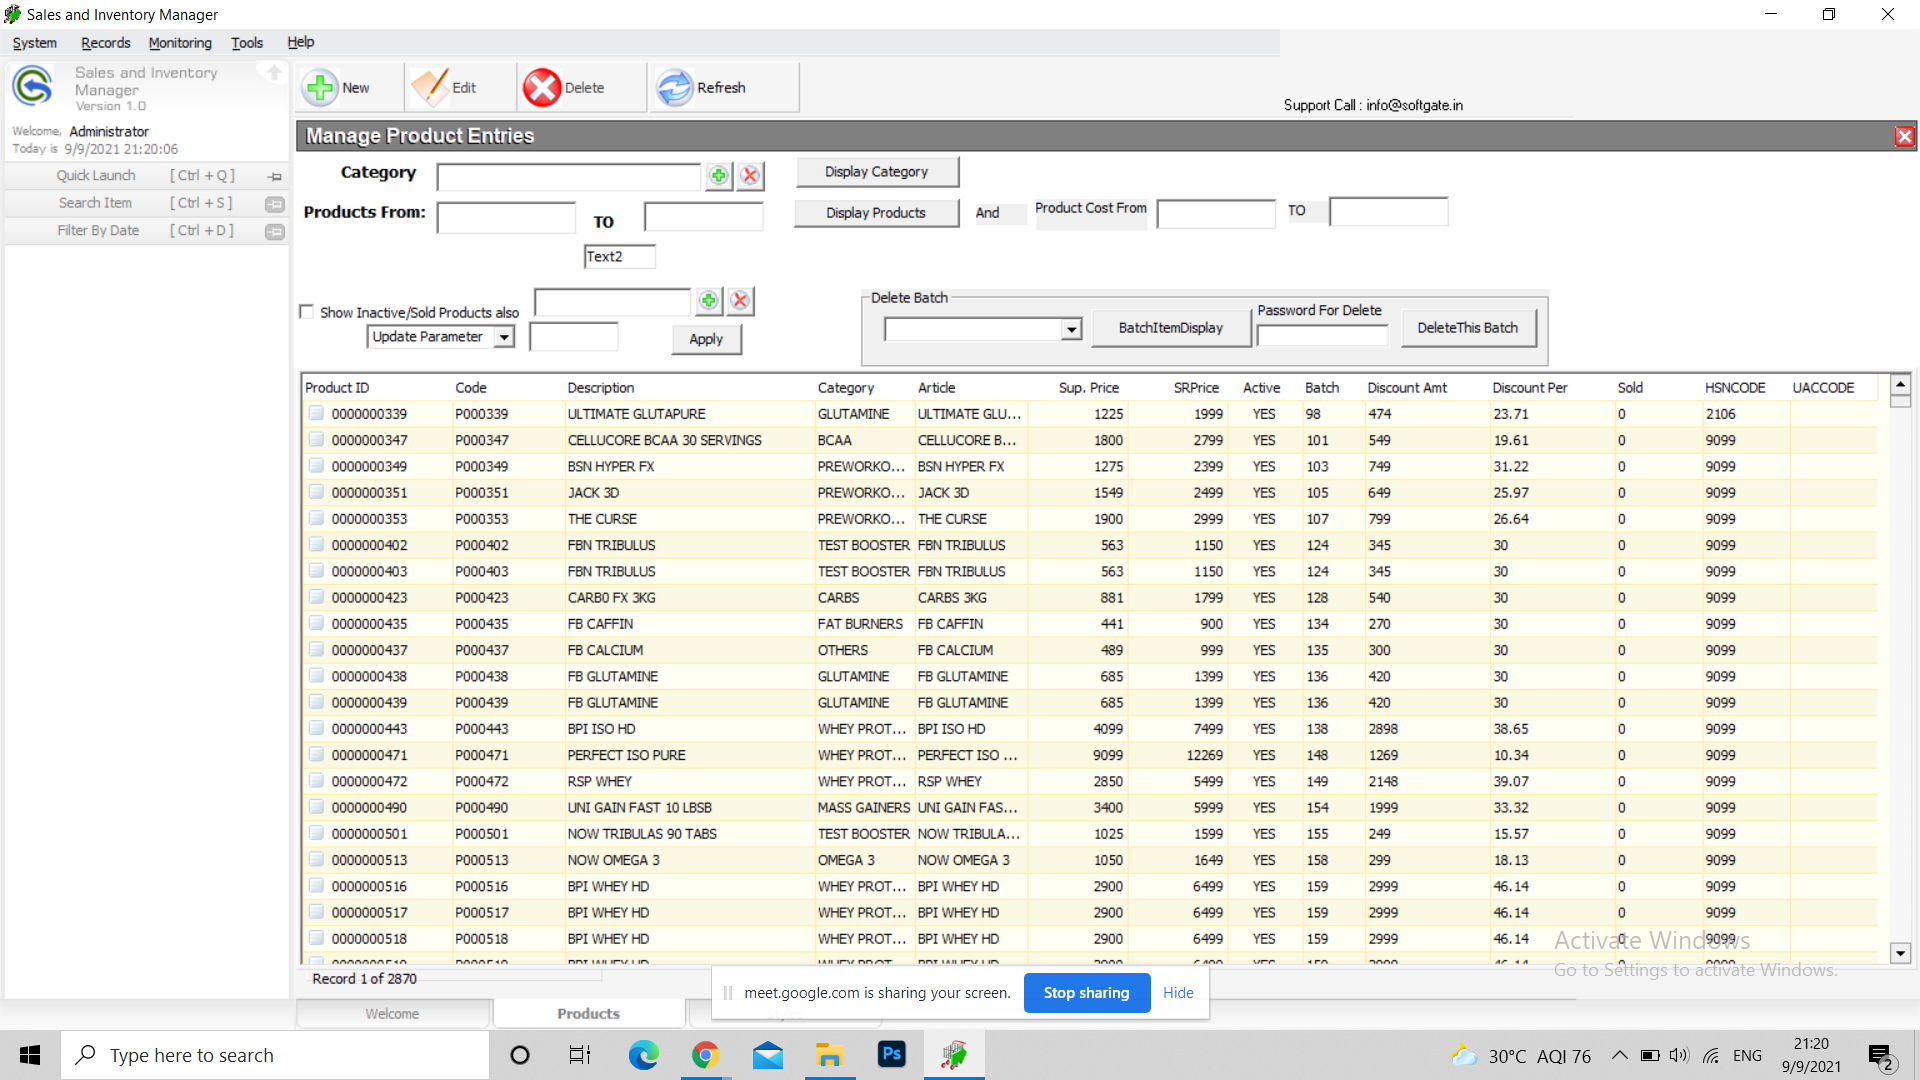 Sales and Inventory Manager
System Records Monitoring Tools Help
Sales and Inventory
Manager
Version 1.0
Welcome, Administrator
Today is 9/9/2021 21:20:06
Quick Launch [ Ctrl + Q ]
Search Item [ Ctrl + S ]
Filter By Date [ Ctrl + D ]
New Edit Delete Refresh
Support Call : info@softgate.in
Manage Product Entries
Category Display Category
Products From: TO Display Products And Product Cost From TO
Text2
Show Inactive/Sold Products also
Update Parameter Apply
Delete Batch
BatchItemDisplay Password For Delete DeleteThis Batch
Product ID Code Description Category Article Sup. Price SRPrice Active Batch Discount Amt Discount Per Sold HSNCODE UACCODE
0000000339 P000339 ULTIMATE GLUTAPURE GLUTAMINE ULTIMATE GLU... 1225 1999 YES 98 474 23.71 0 2106
0000000347 P000347 CELLUCORE BCAA 30 SERVINGS BCAA CELLUCORE B... 1800 2799 YES 101 549 19.61 0 9099
0000000349 P000349 BSN HYPER FX PREWORKO... BSN HYPER FX 1275 2399 YES 103 749 31.22 0 9099
0000000351 P000351 JACK 3D PREWORKO... JACK 3D 1549 2499 YES 105 649 25.97 0 9099
0000000353 P000353 THE CURSE PREWORKO... THE CURSE 1900 2999 YES 107 799 26.64 0 9099
0000000402 P000402 FBN TRIBULUS TEST BOOSTER FBN TRIBULUS 563 1150 YES 124 345 30 0 9099
0000000403 P000403 FBN TRIBULUS TEST BOOSTER FBN TRIBULUS 563 1150 YES 124 345 30 0 9099
0000000423 P000423 CARB0 FX 3KG CARBS CARBS 3KG 881 1799 YES 128 540 30 0 9099
0000000435 P000435 FB CAFFIN FAT BURNERS FB CAFFIN 441 900 YES 134 270 30 0 9099
0000000437 P000437 FB CALCIUM OTHERS FB CALCIUM 489 999 YES 135 300 30 0 9099
0000000438 P000438 FB GLUTAMINE GLUTAMINE FB GLUTAMINE 685 1399 YES 136 420 30 0 9099
0000000439 P000439 FB GLUTAMINE GLUTAMINE FB GLUTAMINE 685 1399 YES 136 420 30 0 9099
0000000443 P000443 BPI ISO HD WHEY PROT... BPI ISO HD 4099 7499 YES 138 2898 38.65 0 9099
0000000471 P000471 PERFECT ISO PURE WHEY PROT... PERFECT ISO ... 9099 12269 YES 148 1269 10.34 0 9099
0000000472 P000472 RSP WHEY WHEY PROT... RSP WHEY 2850 5499 YES 149 2148 39.07 0 9099
0000000490 P000490 UNI GAIN FAST 10 LBSB MASS GAINERS UNI GAIN FAS... 3400 5999 YES 154 1999 33.32 0 9099
0000000501 P000501 NOW TRIBULAS 90 TABS TEST BOOSTER NOW TRIBULA... 1025 1599 YES 155 249 15.57 0 9099
0000000513 P000513 NOW OMEGA 3 OMEGA 3 NOW OMEGA 3 1050 1649 YES 158 299 18.13 0 9099
0000000516 P000516 BPI WHEY HD WHEY PROT... BPI WHEY HD 2900 6499 YES 159 2999 46.14 0 9099
0000000517 P000517 BPI WHEY HD WHEY PROT... BPI WHEY HD 2900 6499 YES 159 2999 46.14 0 9099
0000000518 P000518 BPI WHEY HD WHEY PROT... BPI WHEY HD 2900 6499 YES 159 2999 46.14 0 9099
Activate Windows
Go to Settings to activate Windows.
Record 1 of 2870
meet.google.com is sharing your screen. Stop sharing Hide
Welcome Products
Type here to search
Ps
30°C AQI 76 ENG 21:20
9/9/2021
2